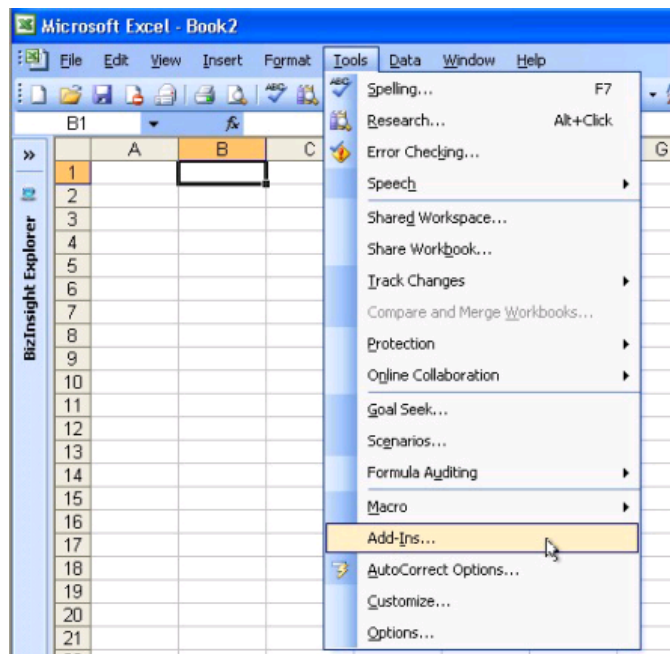 Microsoft Excel - Book2
File Edit View Insert Format Tools Data Window Help
B1 fx
A B C G
BizInsight Explorer
1
2
3
4
5
6
7
8
9
10
11
12
13
14
15
16
17
18
19
20
21
Spelling... F7
Research... Alt+Click
Error Checking...
Speech
Shared Workspace...
Share Workbook...
Track Changes
Compare and Merge Workbooks...
Protection
Online Collaboration
Goal Seek...
Scenarios...
Formula Auditing
Macro
Add-Ins...
AutoCorrect Options...
Customize...
Options...